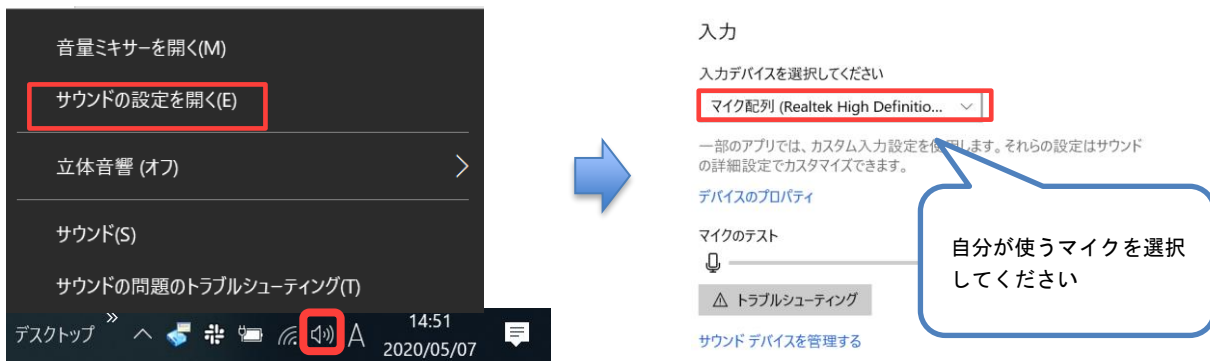 音量ミキサーを開く(M)
サウンドの設定を開く(E)
立体音響 (オフ)
サウンド(S)
サウンドの問題のトラブルシューティング(T)
デスクトップ
A
14:51
2020/05/07
入力
入力デバイスを選択してください
マイク配列 (Realtek High Definitio...
一部のアプリでは、カスタム入力設定を使用します。それらの設定はサウンド
の詳細設定でカスタマイズできます。
デバイスのプロパティ
マイクのテスト
トラブルシューティング
サウンド デバイスを管理する
自分が使うマイクを選択
してください